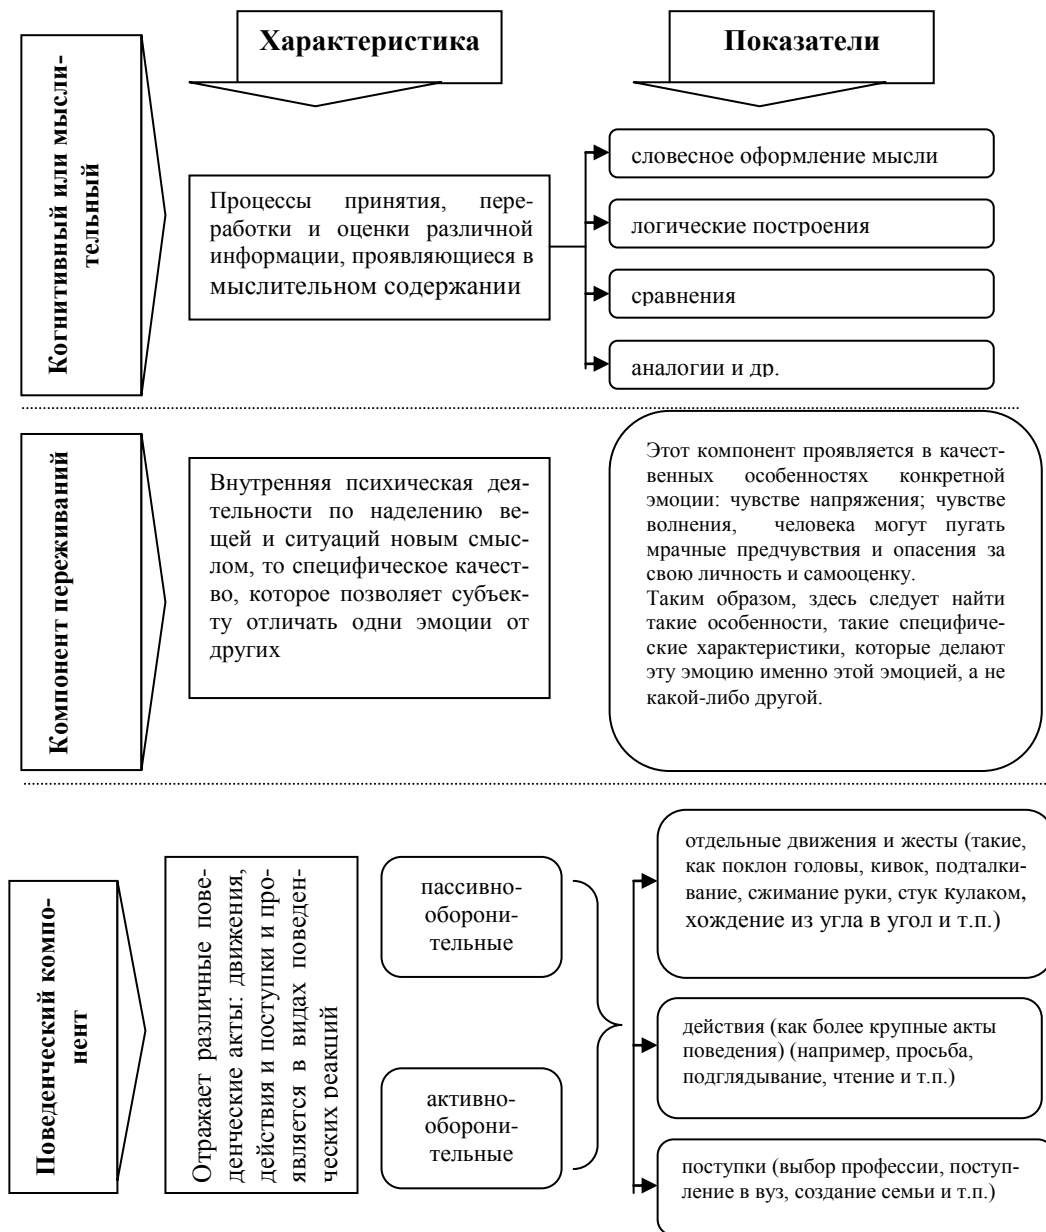 Характеристика
Показатели
Когнитивный или мысли-
тельный
Процессы принятия, пере-
работки и оценки различной
информации, проявляющиеся в
мыслительном содержании
словесное оформление мысли
логические построения
сравнения
аналогии и др.
Компонент переживаний
Внутренняя психическая дея-
тельности по наделению ве-
щей и ситуаций новым смыс-
лом, то специфическое качест-
во, которое позволяет субъек-
ту отличать одни эмоции от
других
Этот компонент проявляется в качест-
венных особенностях конкретной
эмоции: чувстве напряжения; чувстве
волнения, человека могут пугать
мрачные предчувствия и опасения за
свою личность и самооценку.
Таким образом, здесь следует найти
такие особенности, такие специфиче-
ские характеристики, которые делают
эту эмоцию именно этой эмоцией, а не
какой-либо другой.
Поведенческий компо-
нент
Отражает различные пове-
денческие акты: движения,
действия и поступки и про-
является в видах поведен-
ческих реакций
пассивно-
оборони-
тельные
активно-
оборони-
тельные
отдельные движения и жесты (такие,
как поклон головы, кивок, подталки-
вание, сжимание руки, стук кулаком,
хождение из угла в угол и т.п.)
действия (как более крупные акты
поведения) (например, просьба,
подглядывание, чтение и т.п.)
поступки (выбор профессии, поступ-
ление в вуз, создание семьи и т.п.)